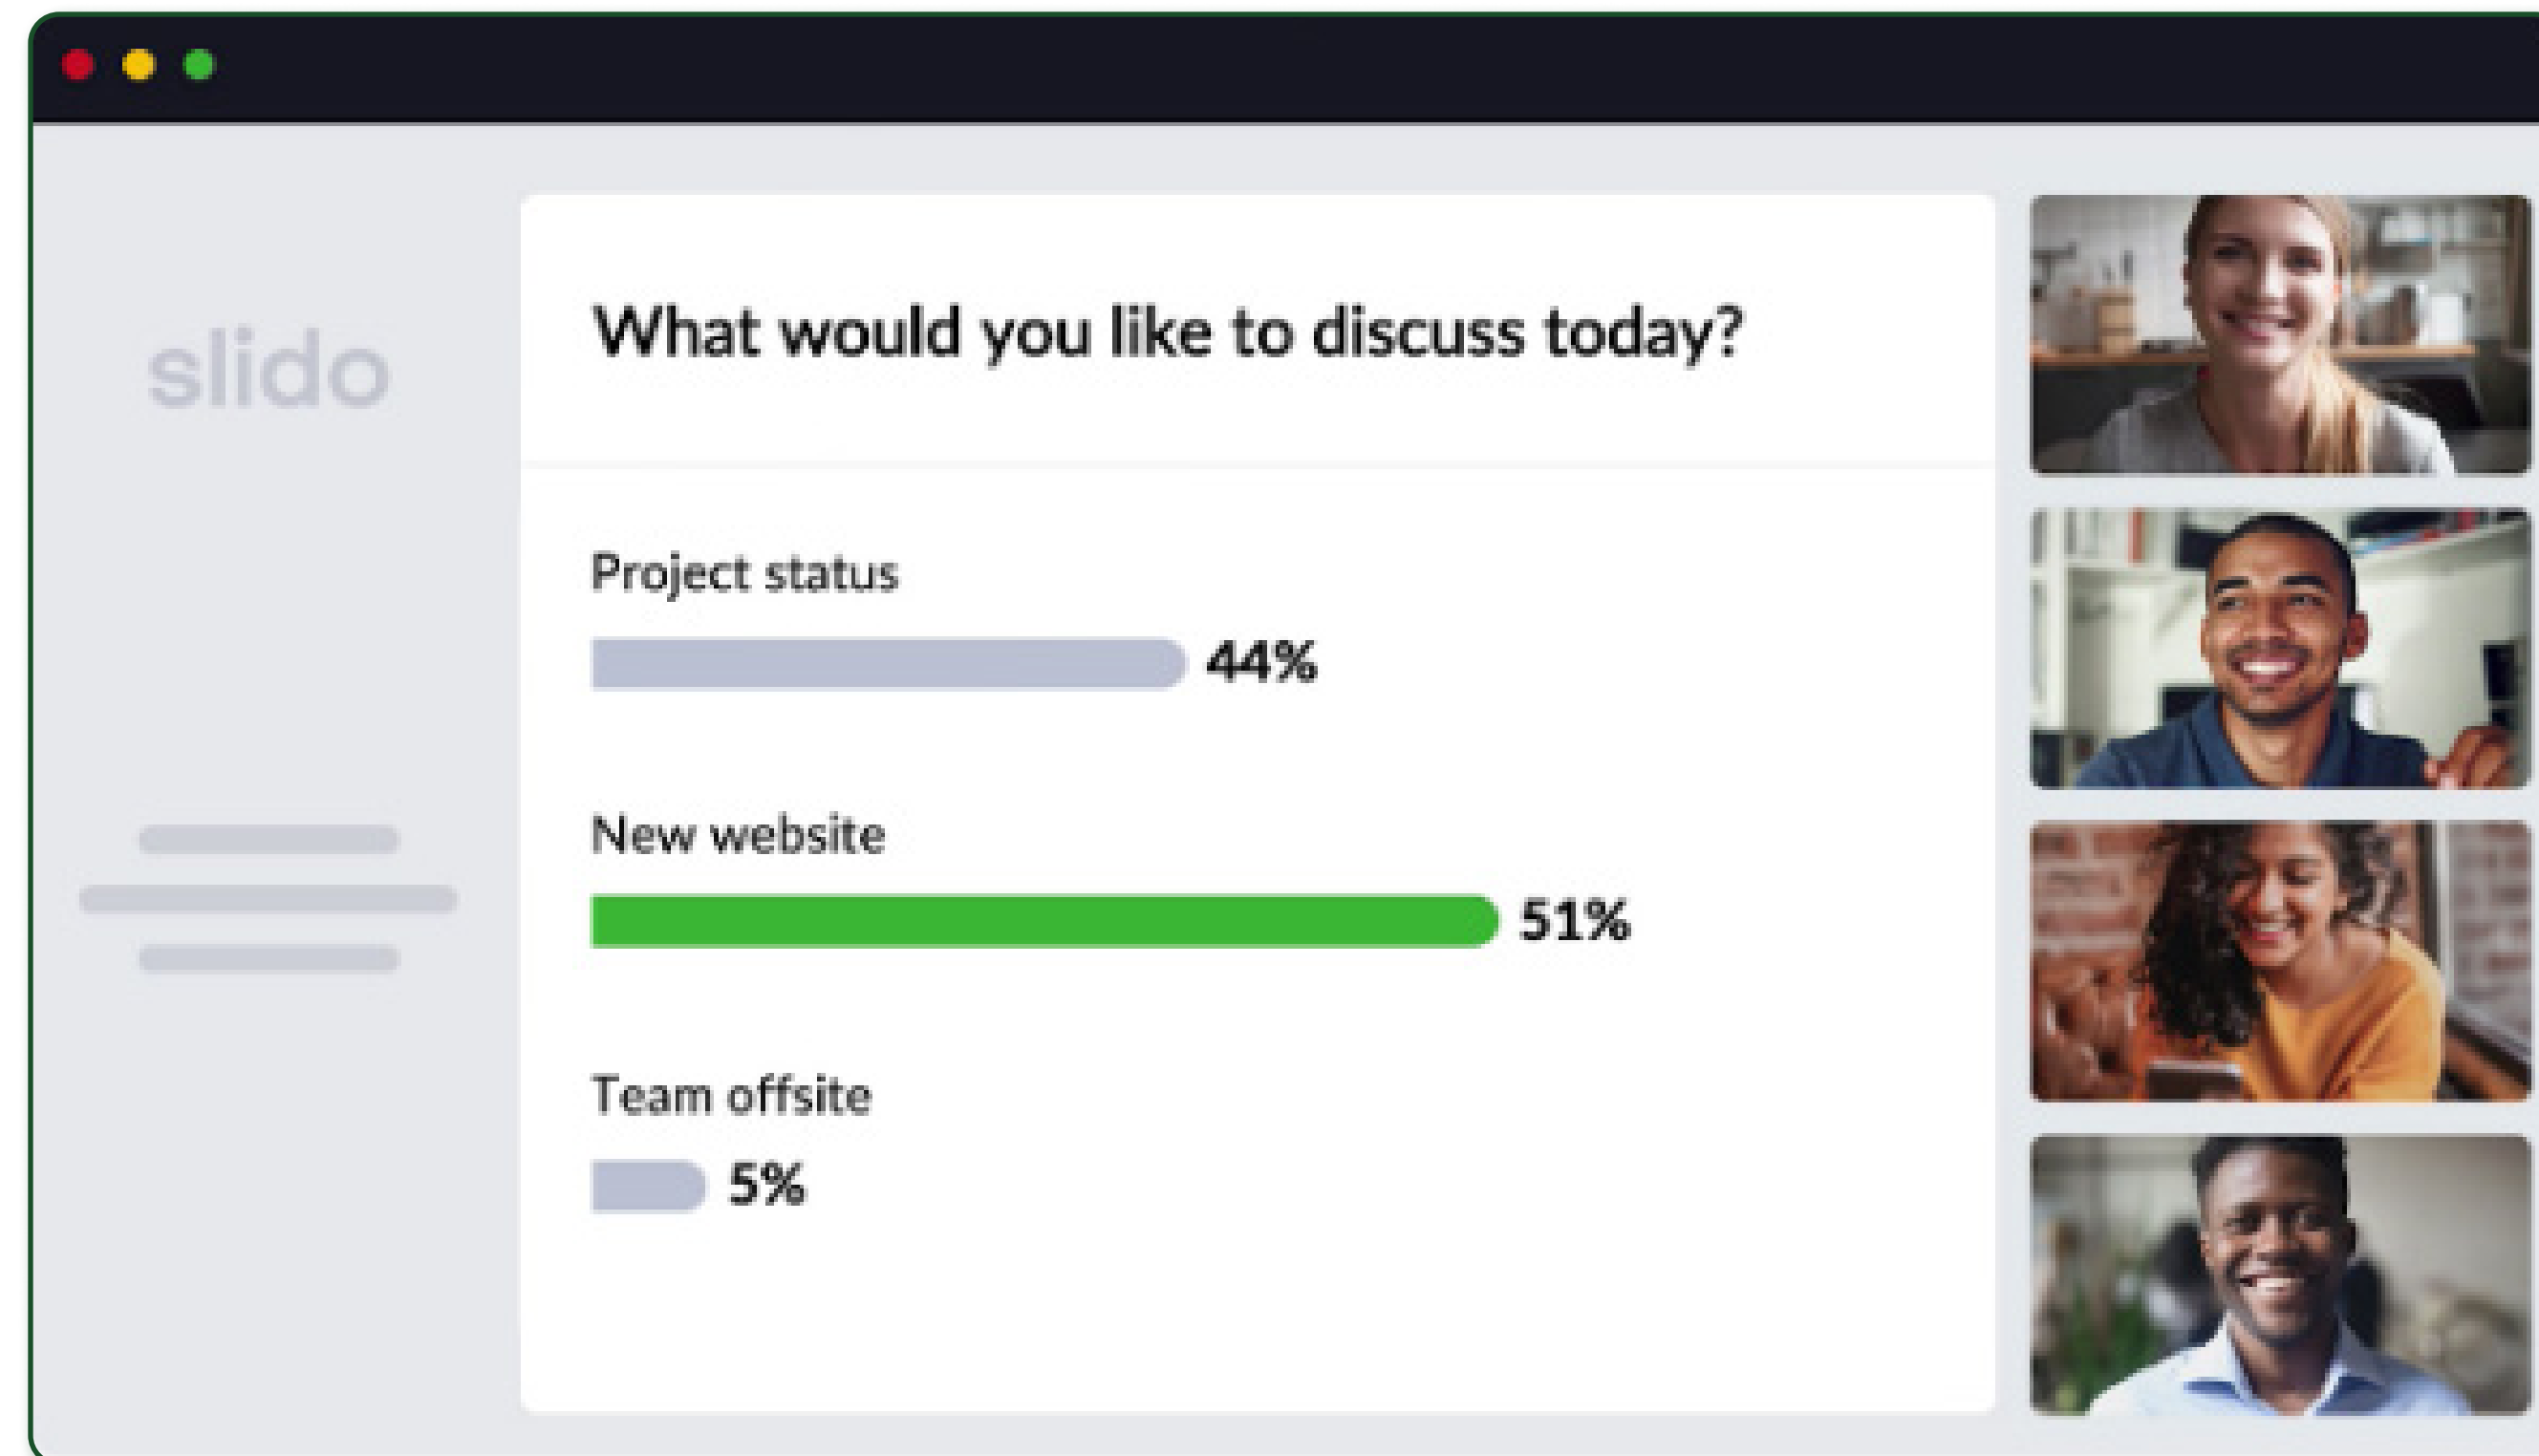 slido
What would you like to discuss today?
Project status
44%
New website
51%
Team offsite
5%